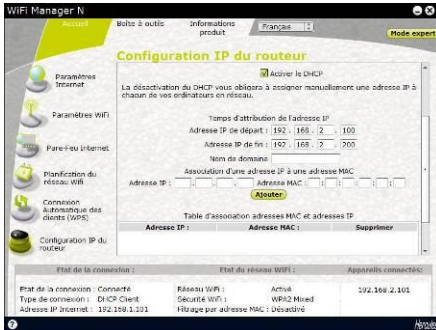 WiFi Manager N
Accueil
Boîte à outils
Informations produit
Français
Mode expert
Configuration IP du routeur
Paramètres Internet
Paramètres WiFi
Pare-Feu Internet
Planification du réseau Wifi
Connexion Automatique des clients (WPS)
Configuration IP du routeur
Activer le DHCP
La désactivation du DHCP vous obligera à assigner manuellement une adresse IP à chacun de vos ordinateurs en réseau.
Temps d'attribution de l'adresse IP
Adresse IP de départ : 192 . 168 . 2 . 100
Adresse IP de fin : 192 . 168 . 2 . 200
Nom de domaine
Association d'une adresse IP à une adresse MAC
Adresse IP : . . . Adresse MAC : : : : : :
Ajouter
Table d'association adresses MAC et adresses IP
Adresse IP : Adresse MAC : Supprimer
Etat de la connexion : Etat du réseau WiFi : Appareils connectés:
Etat de la connexion : Connecté
Type de connexion : DHCP Client
Adresse IP Internet : 192.168.1.101
Réseau WiFi : Activé
Sécurité WiFi : WPA2 Mixed
Filtrage par adresse MAC : Désactivé
192.168.2.101
?
Hercules